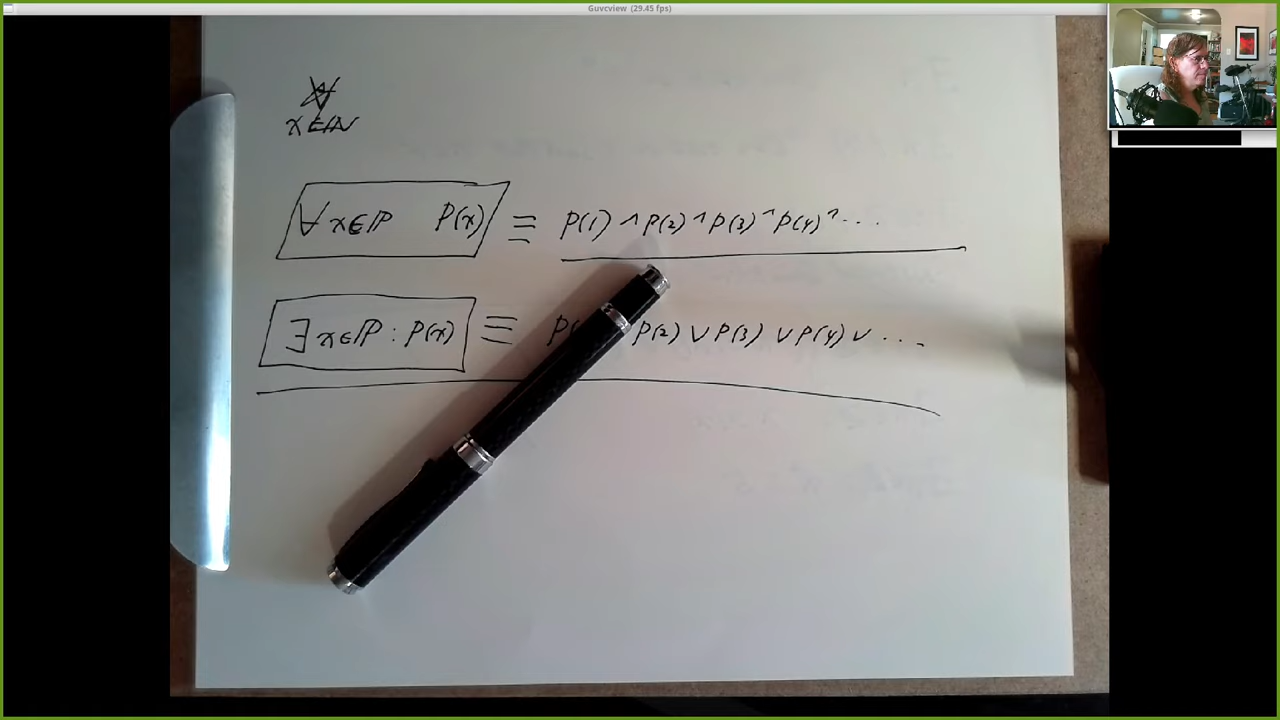 Guvcview (29.45 fps)
∀
x∈ℕ
∀x∈ℙ P(x) ≡ P(1) ∧ P(2) ∧ P(3) ∧ P(4) ∧ ...
∃x∈ℙ : P(x) ≡ P( P(2) ∨ P(3) ∨ P(4) ∨ ...